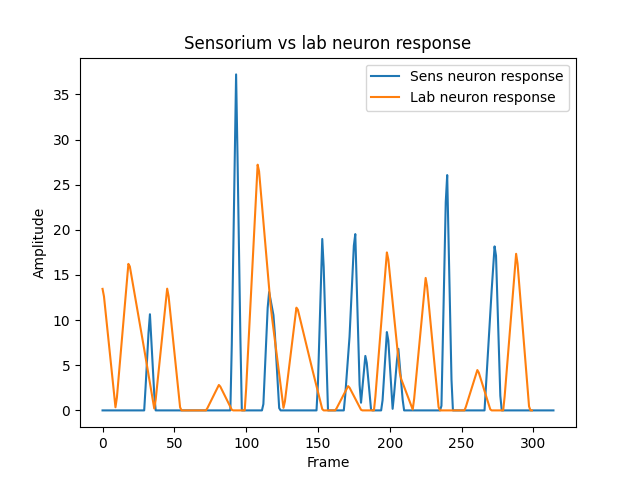 Sensorium vs lab neuron response
Sens neuron response
Lab neuron response
35
30
25
20
15
10
5
0
Amplitude
0 50 100 150 200 250 300
Frame